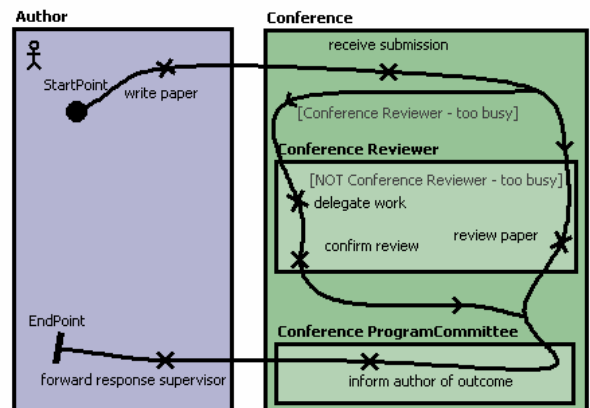 Author
Conference
receive submission
StartPoint
write paper
[Conference Reviewer - too busy]
Conference Reviewer
[NOT Conference Reviewer - too busy]
delegate work
review paper
confirm review
EndPoint
Conference ProgramCommittee
forward response supervisor
inform author of outcome